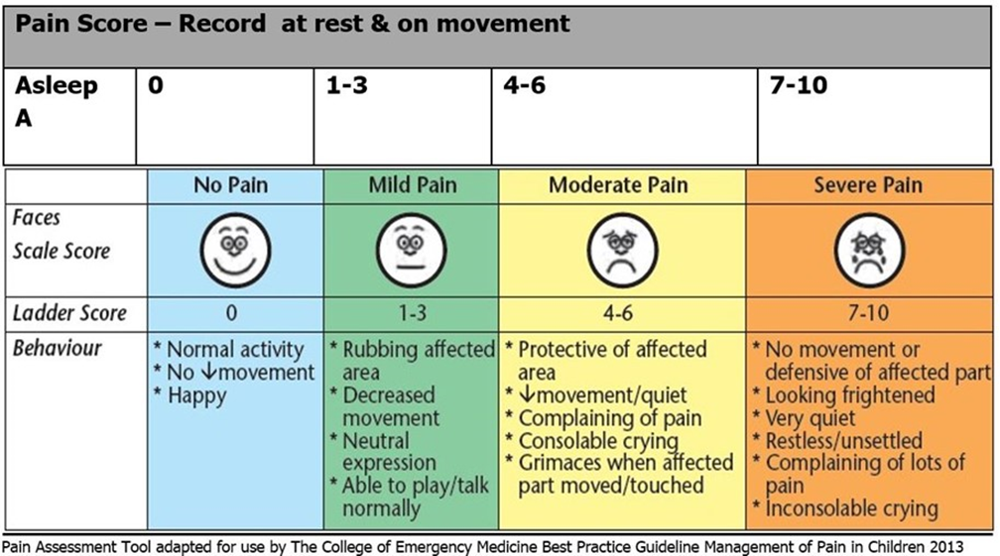 Pain Score – Record at rest & on movement
Asleep
A
0
1-3
4-6
7-10
No Pain
Mild Pain
Moderate Pain
Severe Pain
Faces
Scale Score
Ladder Score
0
1-3
4-6
7-10
Behaviour
* Normal activity
* No ↓movement
* Happy
* Rubbing affected
area
* Decreased
movement
* Neutral
expression
* Able to play/talk
normally
* Protective of affected
area
* ↓movement/quiet
* Complaining of pain
* Consolable crying
* Grimaces when affected
part moved/touched
* No movement or
defensive of affected part
* Looking frightened
* Very quiet
* Restless/unsettled
* Complaining of lots of
pain
* Inconsolable crying
Pain Assessment Tool adapted for use by The College of Emergency Medicine Best Practice Guideline Management of Pain in Children 2013